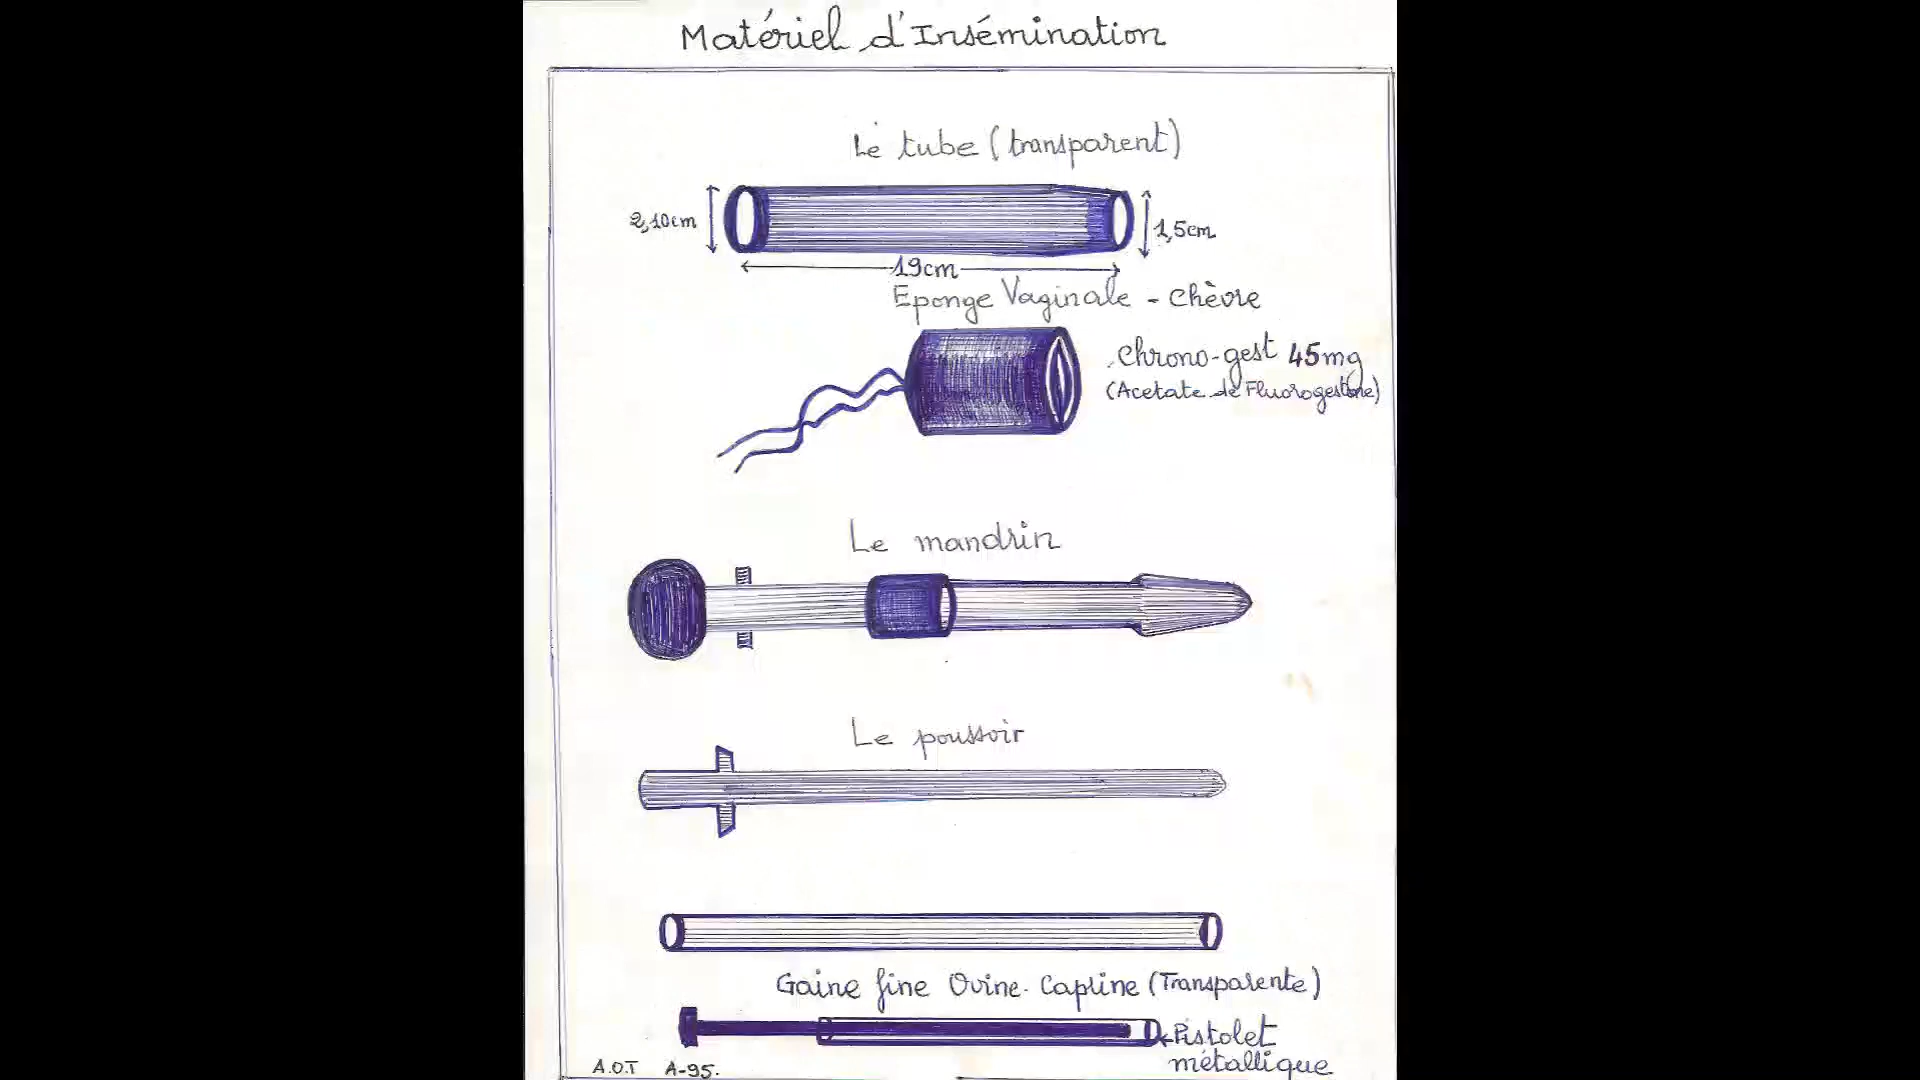 Matériel d'Insémination
Le tube (transparent)
2,10cm
1,5cm
19cm
Eponge Vaginale - Chèvre
Chrono-gest 45mg
(Acetate de Fluorogestone)
Le mandrin
Le poussoir
Gaine fine Ovine-Caprine (Transparente)
Pistolet
métallique
A.O.T A-95.